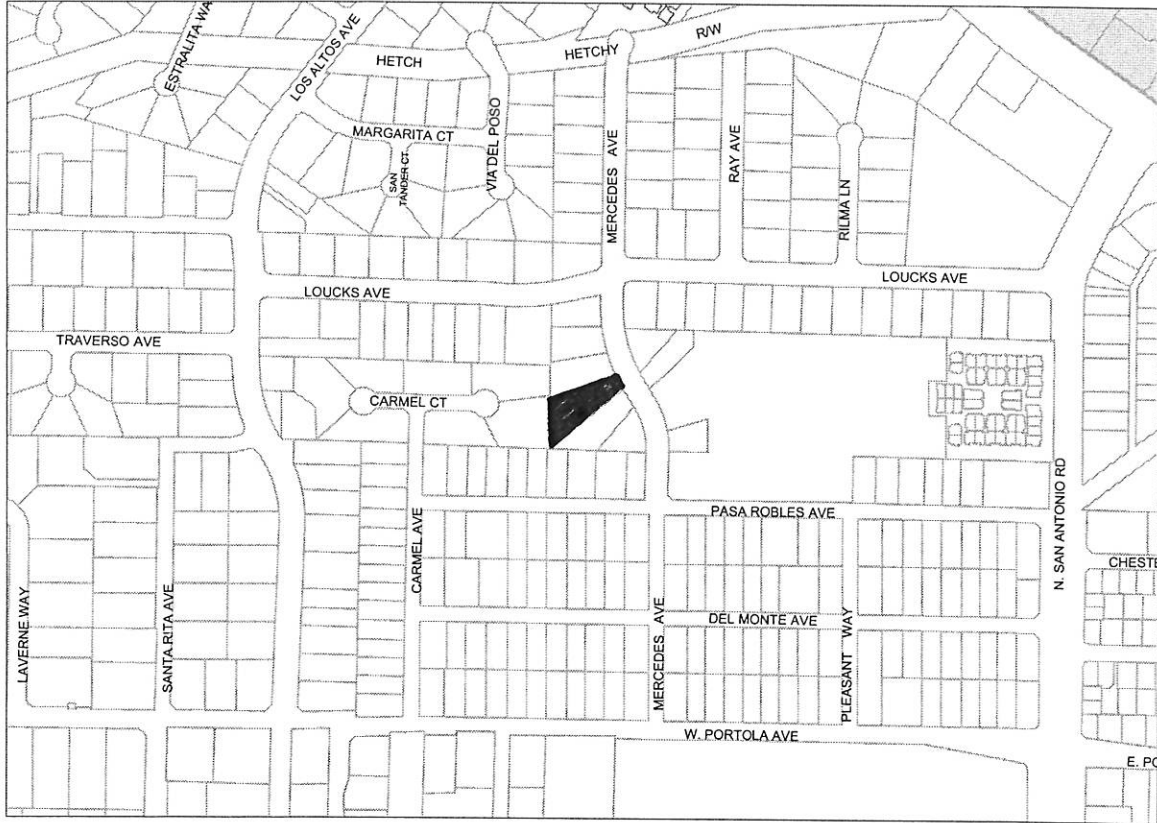 ESTRALITA WA
LOS ALTOS AVE
HETCH
HETCHY
R/W
MARGARITA CT
SAN
TANDER CT
VIA DEL POSO
MERCEDES AVE
RAY AVE
RILMA LN
LOUCKS AVE
LOUCKS AVE
TRAVERSO AVE
CARMEL CT
N. SAN ANTONIO RD
PASA ROBLES AVE
CARMEL AVE
CHESTE
LAVERNE WAY
SANTA RITA AVE
MERCEDES AVE
DEL MONTE AVE
PLEASANT WAY
W. PORTOLA AVE
E. PO